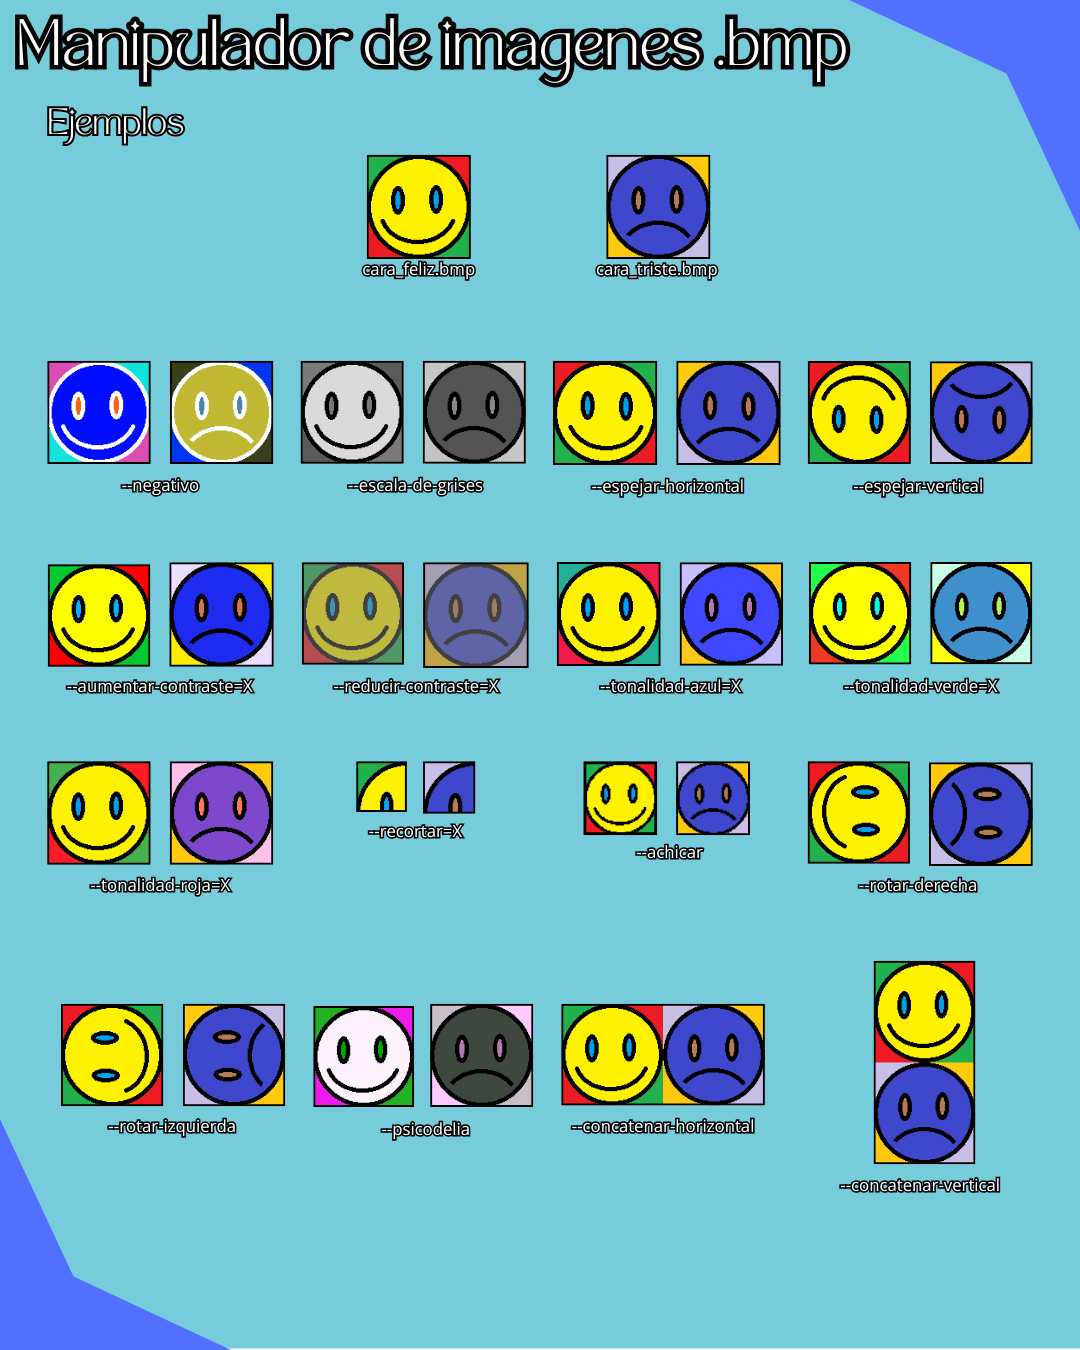 Manipulador de imagenes .bmp
Ejemplos
cara_feliz.bmp
cara_triste.bmp
--negativo
--escala-de-grises
--espejar-horizontal
--espejar-vertical
--aumentar-contraste=X
--reducir-contraste=X
--tonalidad-azul=X
--tonalidad-verde=X
--tonalidad-roja=X
--recortar=X
--achicar
--rotar-derecha
--rotar-izquierda
--psicodelia
--concatenar-horizontal
--concatenar-vertical